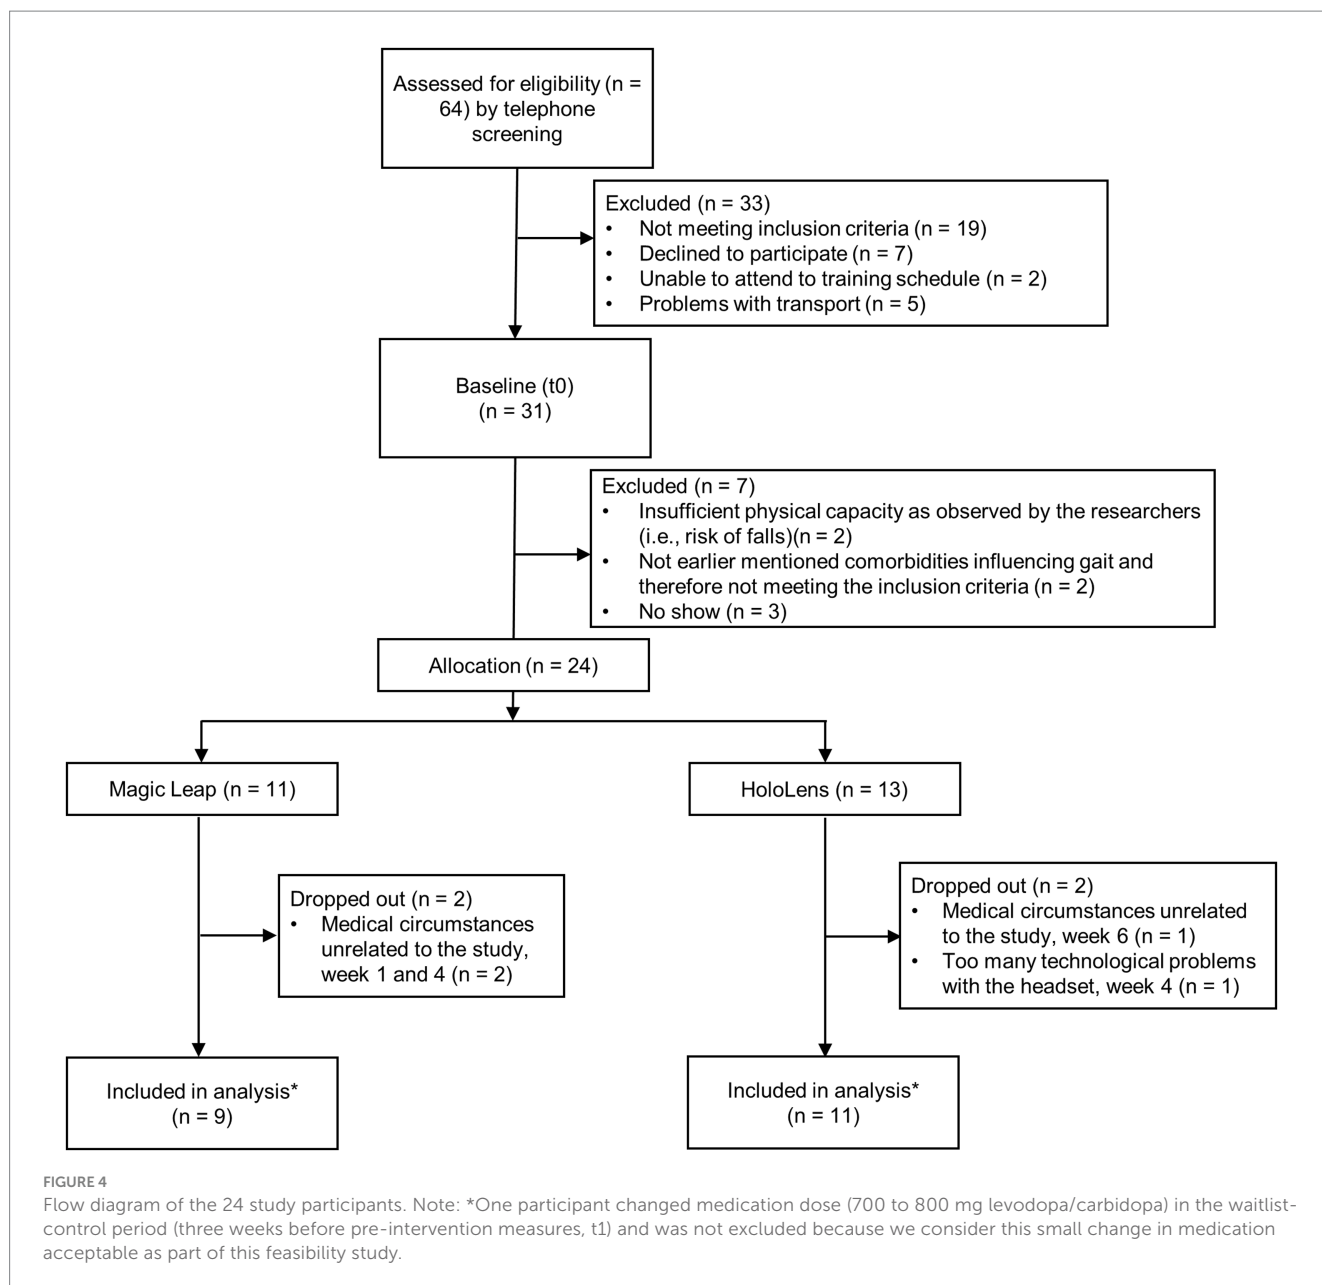 Assessed for eligibility (n =
64) by telephone
screening
Excluded (n = 33)
• Not meeting inclusion criteria (n = 19)
• Declined to participate (n = 7)
• Unable to attend to training schedule (n = 2)
• Problems with transport (n = 5)
Baseline (t0)
(n = 31)
Excluded (n = 7)
• Insufficient physical capacity as observed by the researchers
(i.e., risk of falls)(n = 2)
• Not earlier mentioned comorbidities influencing gait and
therefore not meeting the inclusion criteria (n = 2)
• No show (n = 3)
Allocation (n = 24)
Magic Leap (n = 11)
HoloLens (n = 13)
Dropped out (n = 2)
• Medical circumstances
unrelated to the study,
week 1 and 4 (n = 2)
Dropped out (n = 2)
• Medical circumstances unrelated
to the study, week 6 (n = 1)
• Too many technological problems
with the headset, week 4 (n = 1)
Included in analysis*
(n = 9)
Included in analysis*
(n = 11)
FIGURE 4
Flow diagram of the 24 study participants. Note: *One participant changed medication dose (700 to 800 mg levodopa/carbidopa) in the waitlist-
control period (three weeks before pre-intervention measures, t1) and was not excluded because we consider this small change in medication
acceptable as part of this feasibility study.